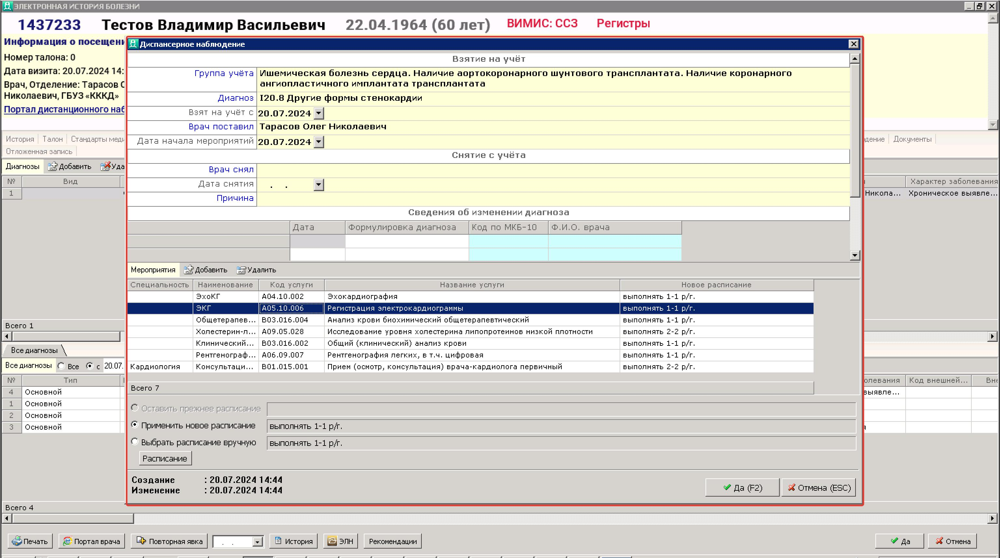 ЭЛЕКТРОННАЯ ИСТОРИЯ БОЛЕЗНИ
1437233 Тестов Владимир Васильевич 22.04.1964 (60 лет) ВИМИС: ССЗ Регистры
Информация о посещени
Номер талона: 0
Дата визита: 20.07.2024 14:
Врач, Отделение: Тарасов О
Николаевич, ГБУЗ «КККД»
Портал дистанционного наб
История Талон Стандарты меди
Отложенная запись
дение Документы
Диагнозы Добавить Уда
№ Вид Характер заболевания
1 Никола... Хроническое выявле...
Всего 1
Все диагнозы
Все диагнозы Все с 20.07.
№ Тип олевания Код внешней... Вне
4 Основной выявле...
1 Основной
2 Основной
3 Основной я
Всего 4
Диспансерное наблюдение
Взятие на учёт
Группа учёта Ишемическая болезнь сердца. Наличие аортокоронарного шунтового трансплантата. Наличие коронарного
ангиопластичного имплантата трансплантата
Диагноз I20.8 Другие формы стенокардии
Взят на учёт с 20.07.2024
Врач поставил Тарасов Олег Николаевич
Дата начала мероприятий 20.07.2024
Снятие с учёта
Врач снял
Дата снятия . .
Причина
Сведения об изменении диагноза
Дата Формулировка диагноза Код по МКБ-10 Ф.И.О. врача
Мероприятия Добавить Удалить
Специальность Наименование Код услуги Название услуги Новое расписание
ЭхоКГ A04.10.002 Эхокардиография выполнять 1-1 р/г.
ЭКГ A05.10.006 Регистрация электрокардиограммы выполнять 1-1 р/г.
Общетерапев... B03.016.004 Анализ крови биохимический общетерапевтический выполнять 1-1 р/г.
Холестерин-л... A09.05.028 Исследование уровня холестерина липопротеинов низкой плотности выполнять 2-2 р/г.
Клинический... B03.016.002 Общий (клинический) анализ крови выполнять 1-1 р/г.
Рентгенограф... A06.09.007 Рентгенография легких, в т.ч. цифровая выполнять 1-1 р/г.
Кардиология Консультаци... B01.015.001 Прием (осмотр, консультация) врача-кардиолога первичный выполнять 2-2 р/г.
Всего 7
Оставить прежнее расписание
Применить новое расписание выполнять 1-1 р/г.
Выбрать расписание вручную выполнять 1-1 р/г.
Расписание
Создание : 20.07.2024 14:44
Изменение : 20.07.2024 14:44
Да (F2) Отмена (ESC)
Печать Портал врача Повторная явка . . История ЭЛН Рекомендации Да Отмена